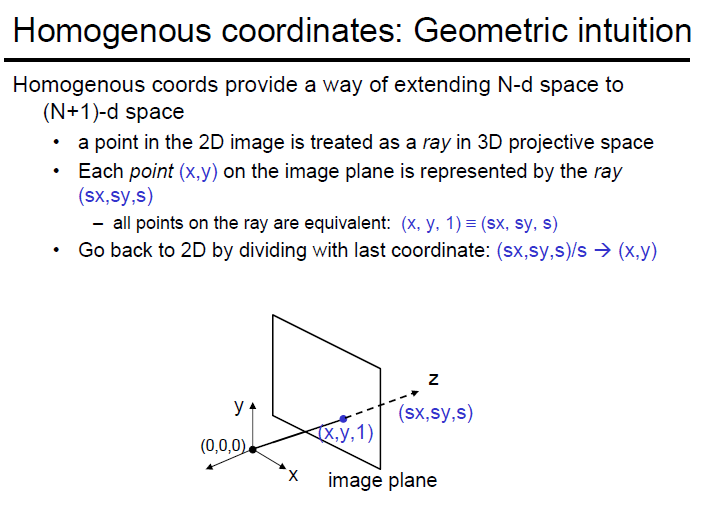 Homogenous coordinates: Geometric intuition
Homogenous coords provide a way of extending N-d space to
(N+1)-d space
• a point in the 2D image is treated as a ray in 3D projective space
• Each point (x,y) on the image plane is represented by the ray
(sx,sy,s)
– all points on the ray are equivalent: (x, y, 1) ≡ (sx, sy, s)
• Go back to 2D by dividing with last coordinate: (sx,sy,s)/s → (x,y)
z
y
(sx,sy,s)
(x,y,1)
(0,0,0)
x
image plane